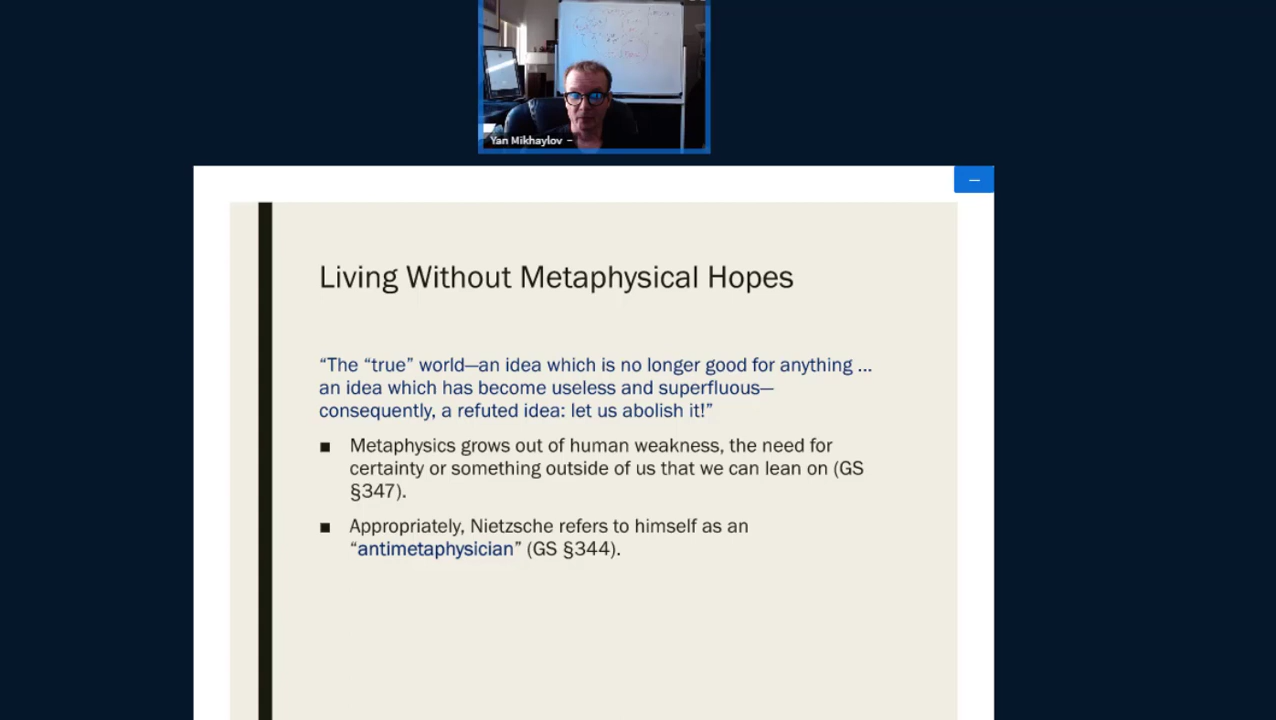 Yan Mikhaylov
Living Without Metaphysical Hopes
“The “true” world—an idea which is no longer good for anything ...
an idea which has become useless and superfluous—
consequently, a refuted idea: let us abolish it!”
■ Metaphysics grows out of human weakness, the need for
certainty or something outside of us that we can lean on (GS
§347).
■ Appropriately, Nietzsche refers to himself as an
“antimetaphysician” (GS §344).